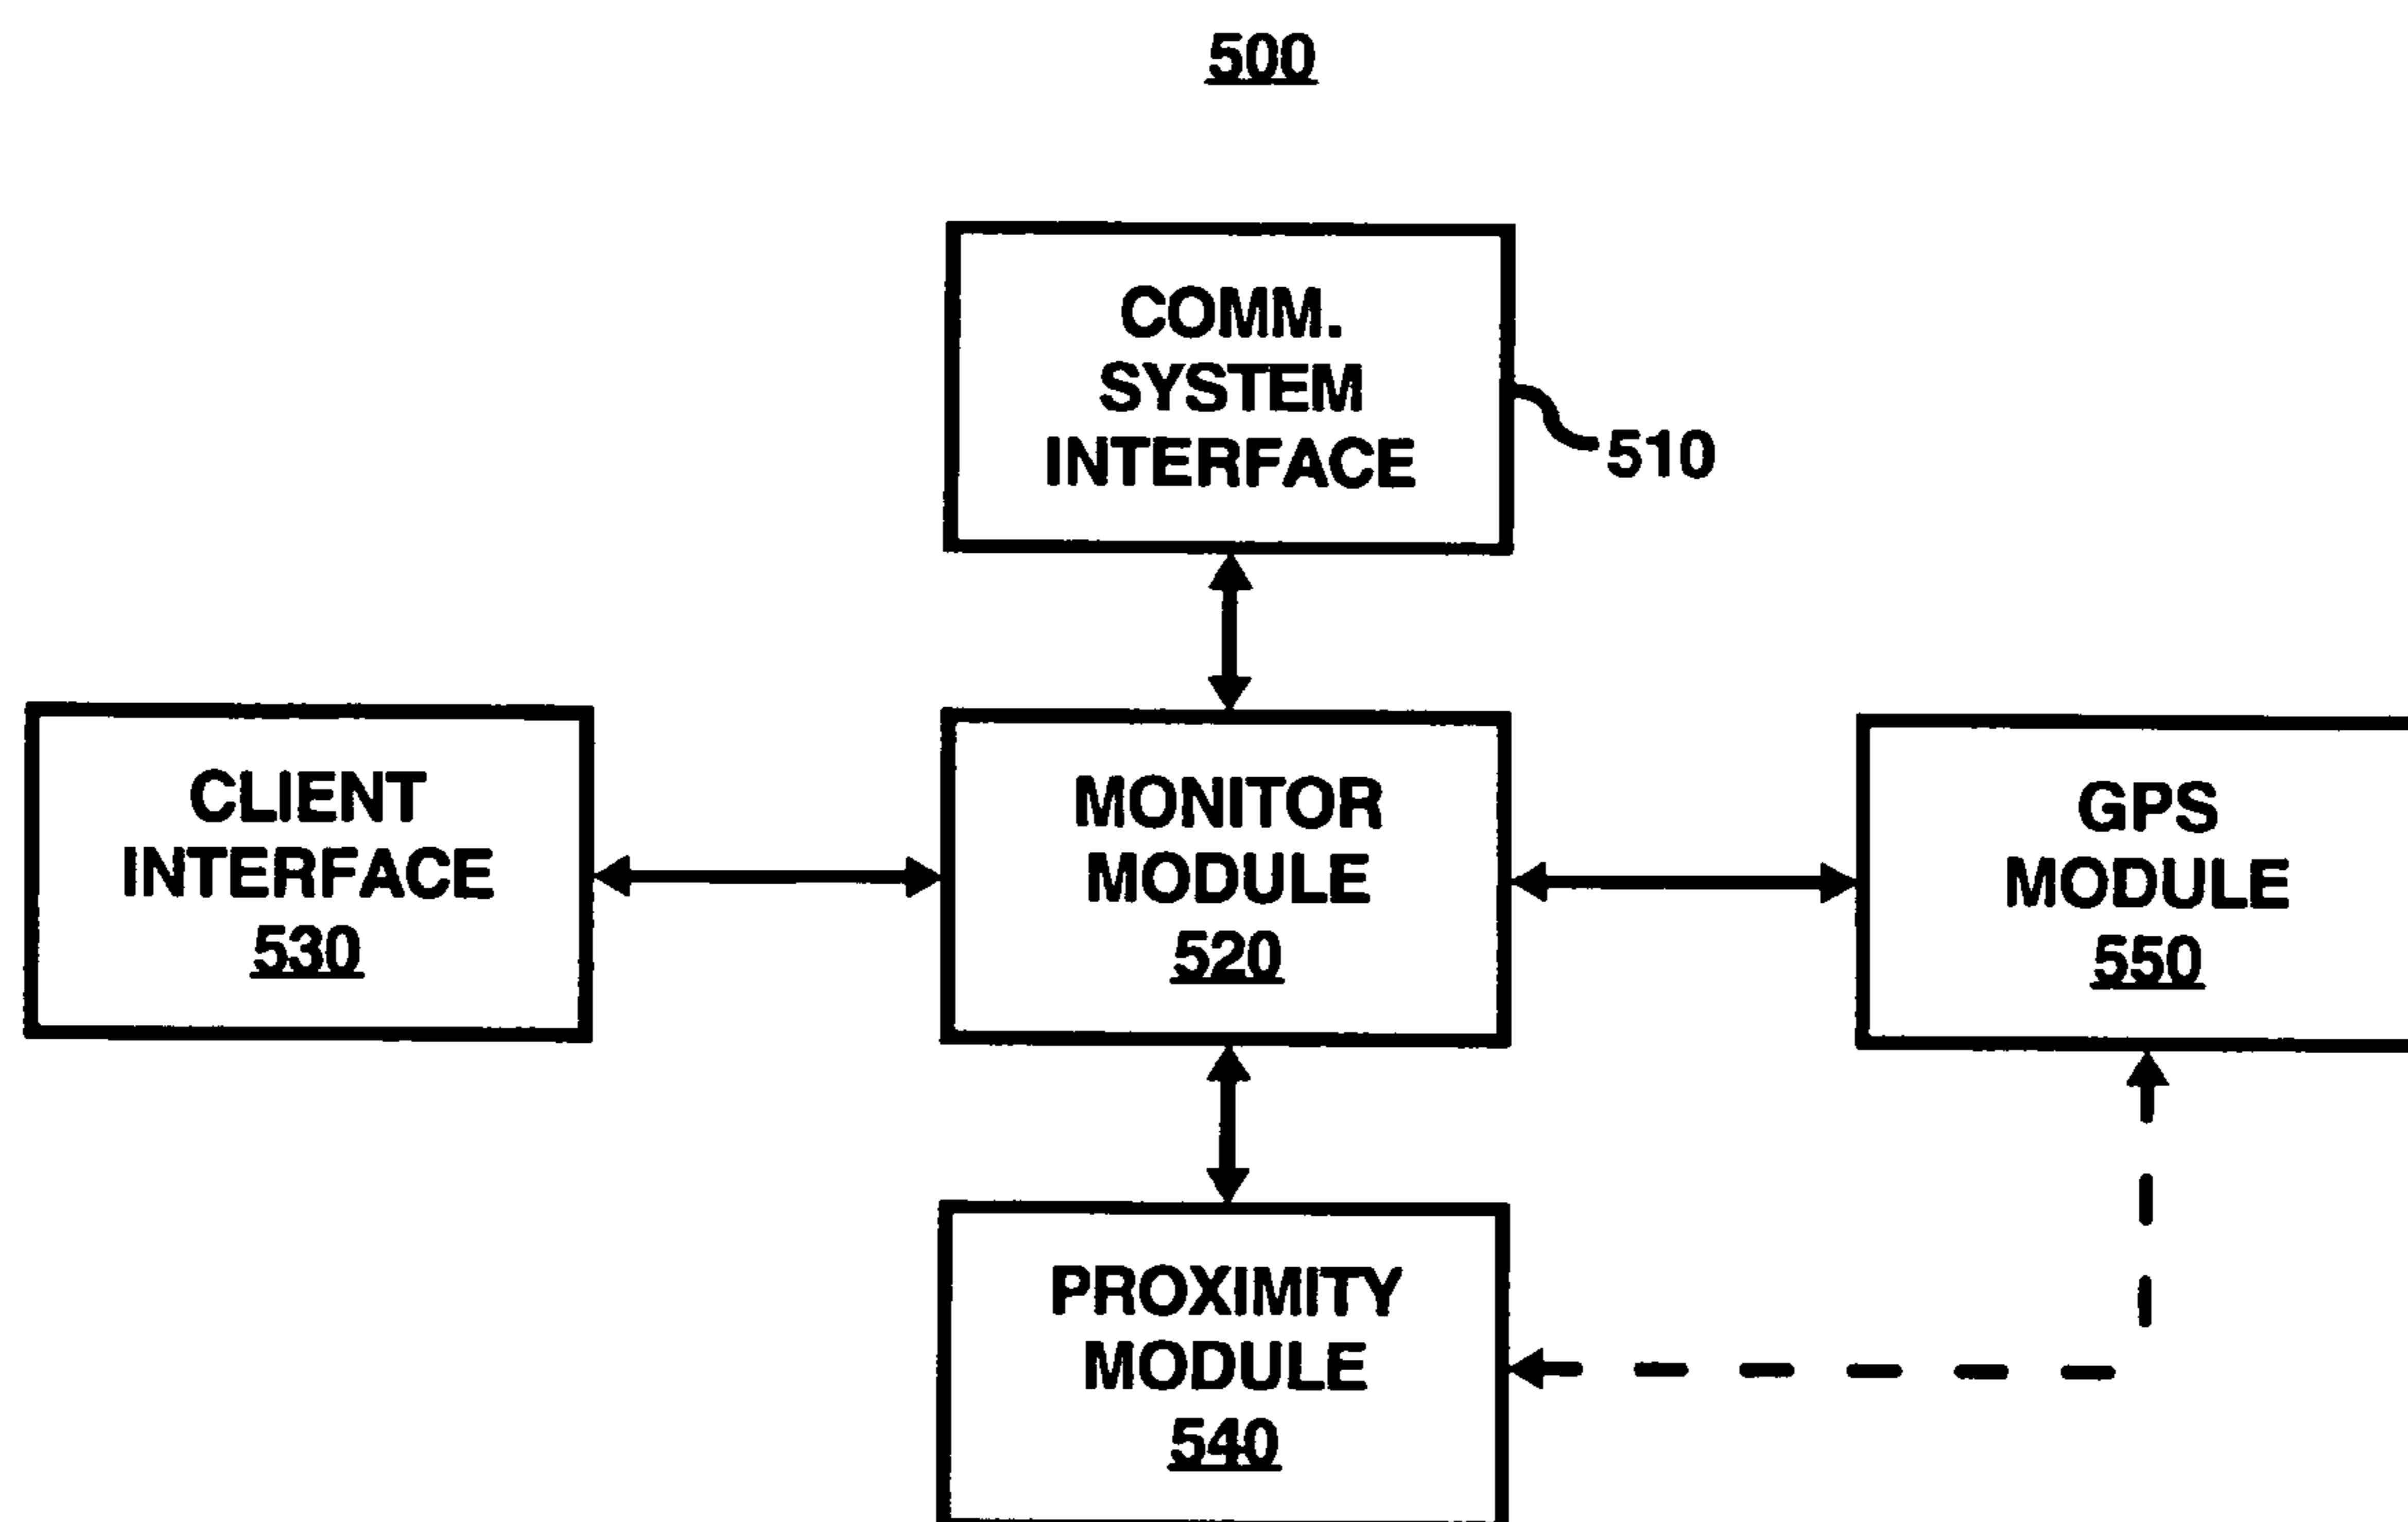 500
COMM.
SYSTEM
INTERFACE
510
CLIENT
INTERFACE
530
MONITOR
MODULE
520
GPS
MODULE
550
PROXIMITY
MODULE
540